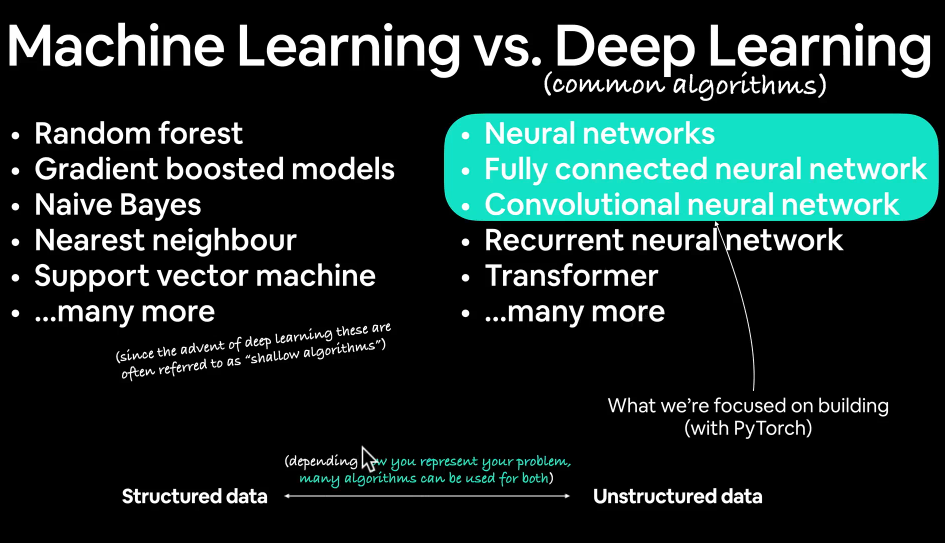 Machine Learning vs. Deep Learning
(common algorithms)
• Random forest
• Gradient boosted models
• Naive Bayes
• Nearest neighbour
• Support vector machine
• ...many more
(since the advent of deep learning these are
often referred to as “shallow algorithms”)
• Neural networks
• Fully connected neural network
• Convolutional neural network
• Recurrent neural network
• Transformer
• ...many more
What we’re focused on building
(with PyTorch)
(depending you represent your problem,
many algorithms can be used for both)
Structured data
Unstructured data